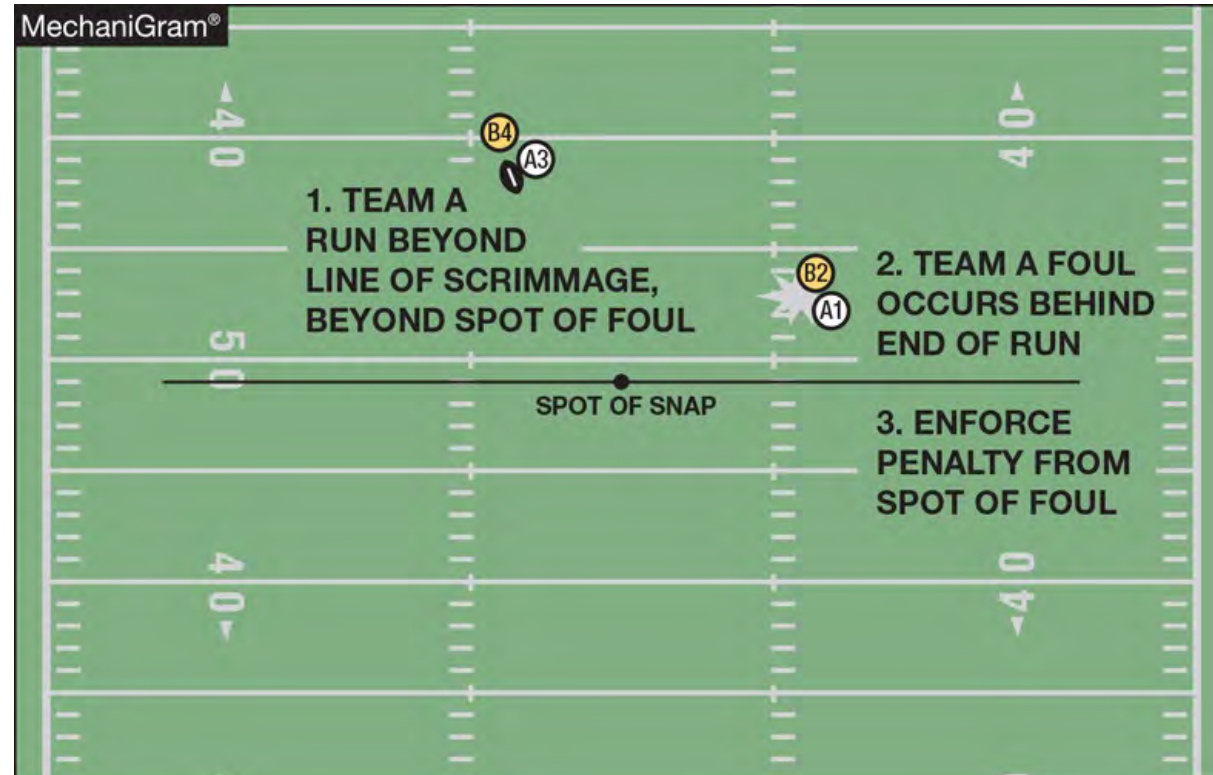 MechaniGram®
40
40
B4
A3
1. TEAM A
RUN BEYOND
LINE OF SCRIMMAGE,
BEYOND SPOT OF FOUL
B2
A1
2. TEAM A FOUL
OCCURS BEHIND
END OF RUN
50
SPOT OF SNAP
3. ENFORCE
PENALTY FROM
SPOT OF FOUL
40
40